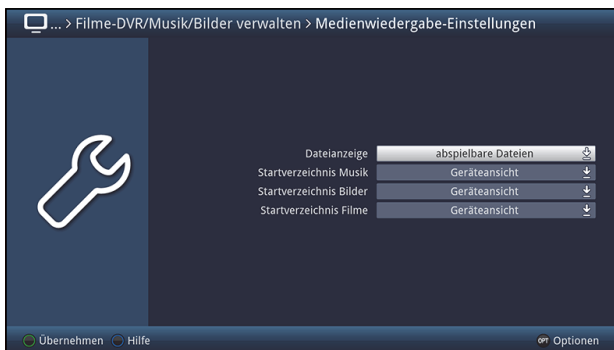 ... > Filme-DVR/Musik/Bilder verwalten > Medienwiedergabe-Einstellungen
Dateianzeige abspielbare Dateien
Startverzeichnis Musik Geräteansicht
Startverzeichnis Bilder Geräteansicht
Startverzeichnis Filme Geräteansicht
Übernehmen Hilfe OPT Optionen